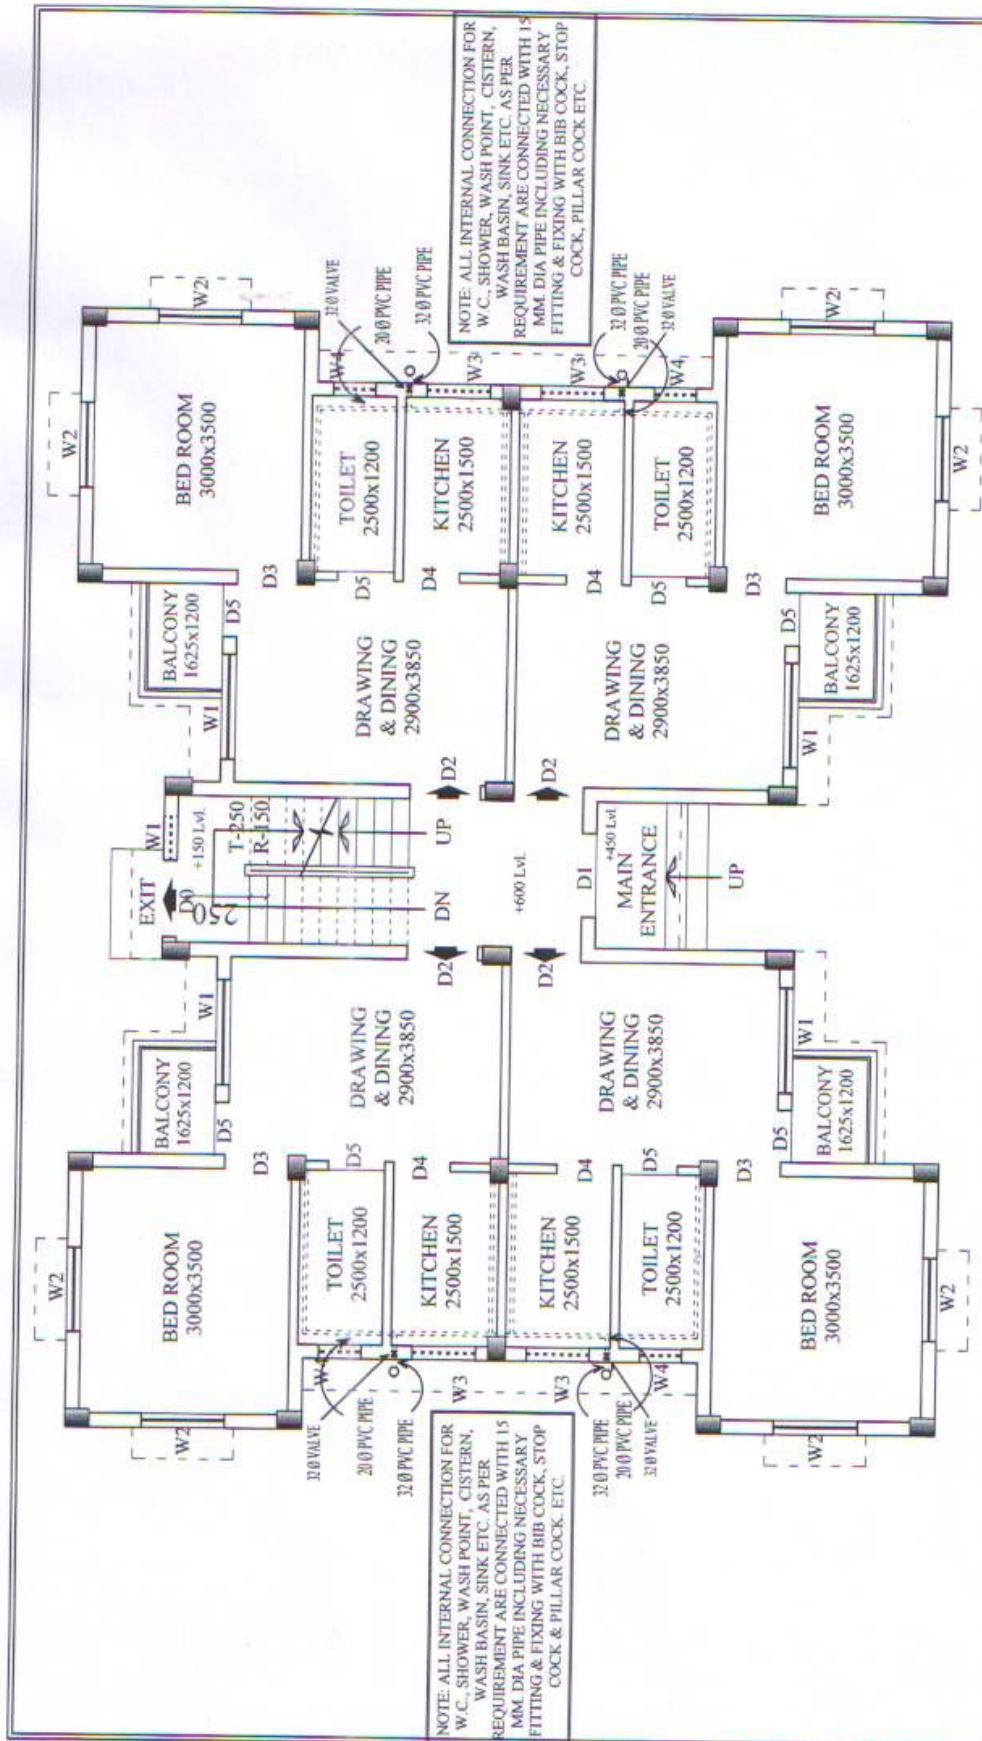 W2
W2
EXIT
W1
BED ROOM
3000x3500
BALCONY
1625x1200
D0
+150 Lvl.
BALCONY
1625x1200
BED ROOM
3000x3500
W2
W2
D5
W1
250
T-250
R-150
W1
D5
D3
D3
W4
TOILET
2500x1200
D5
D5
TOILET
2500x1200
W4
32 Ø VALVE
20 Ø PVC PIPE
32 Ø PVC PIPE
32 Ø VALVE
20 Ø PVC PIPE
32 Ø PVC PIPE
DRAWING
& DINING
2900x3850
DRAWING
& DINING
2900x3850
KITCHEN
2500x1500
D4
D4
KITCHEN
2500x1500
D2
DN
UP
D2
W3
W3
NOTE: ALL INTERNAL CONNECTION FOR
W.C., SHOWER, WASH POINT, CISTERN,
WASH BASIN, SINK ETC. AS PER
REQUIREMENT ARE CONNECTED WITH 15
MM. DIA PIPE INCLUDING NECESSARY
FITTING & FIXING WITH BIB COCK, STOP
COCK & PILLAR COCK. ETC.
NOTE: ALL INTERNAL CONNECTION FOR
W.C., SHOWER, WASH POINT, CISTERN,
WASH BASIN, SINK ETC. AS PER
REQUIREMENT ARE CONNECTED WITH 15
MM. DIA PIPE INCLUDING NECESSARY
FITTING & FIXING WITH BIB COCK, STOP
COCK, PILLAR COCK ETC.
+600 Lvl.
D2
D2
W3
W3
KITCHEN
2500x1500
D4
D4
KITCHEN
2500x1500
D1
+450 Lvl.
MAIN
ENTRANCE
UP
DRAWING
& DINING
2900x3850
DRAWING
& DINING
2900x3850
32 Ø PVC PIPE
20 Ø PVC PIPE
32 Ø VALVE
32 Ø PVC PIPE
20 Ø PVC PIPE
32 Ø VALVE
W4
TOILET
2500x1200
D5
D5
TOILET
2500x1200
W4
D3
D3
D5
W1
W1
D5
BED ROOM
3000x3500
BALCONY
1625x1200
BALCONY
1625x1200
BED ROOM
3000x3500
W2
W2
W2
W2